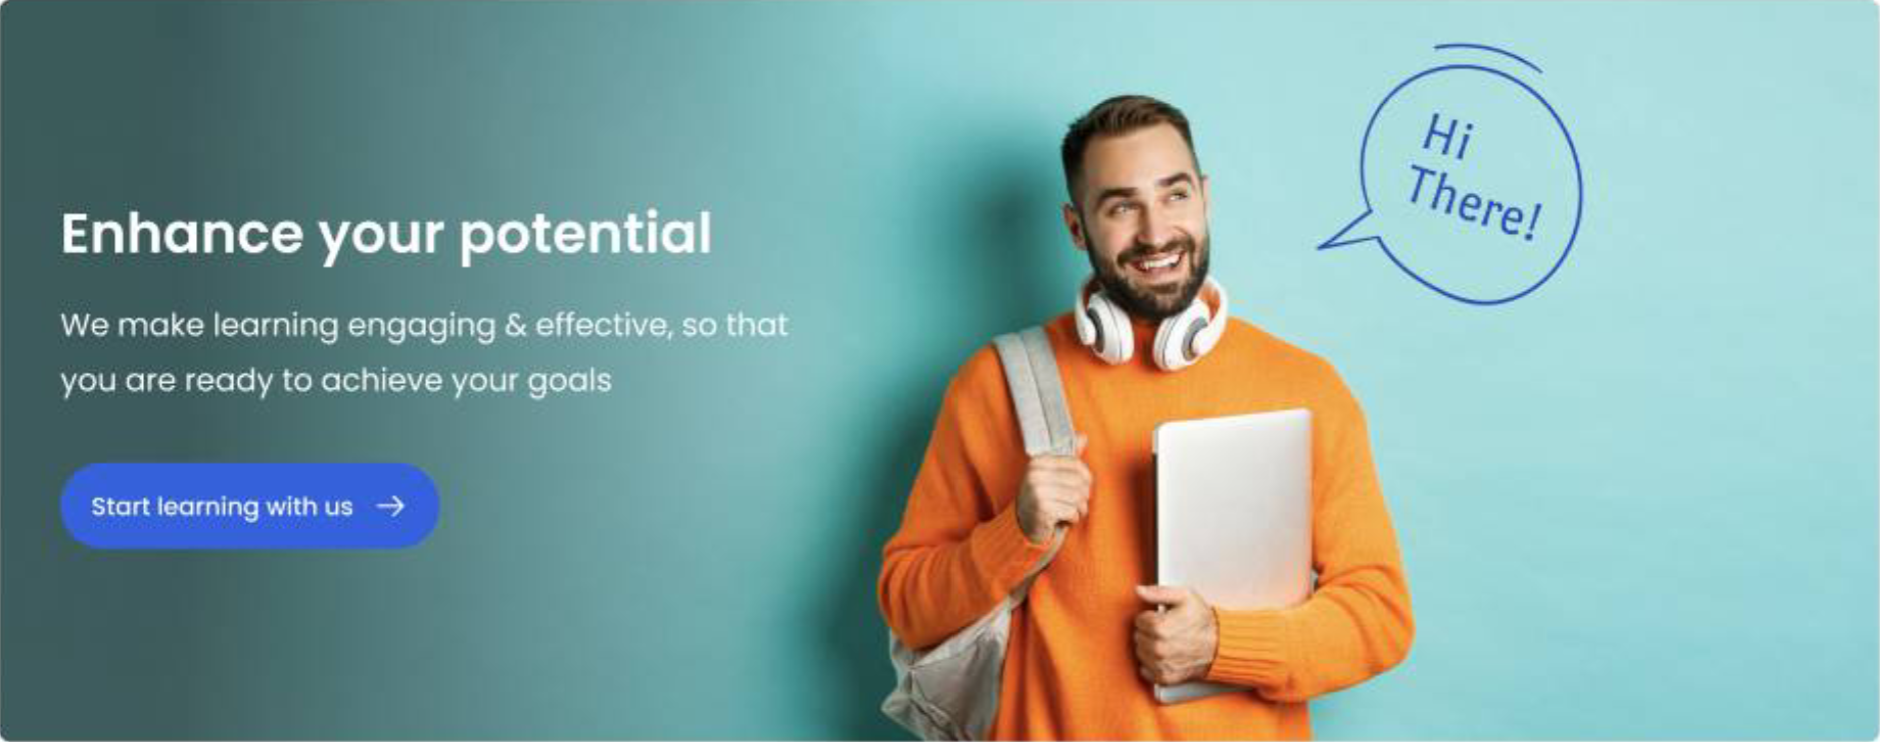 Enhance your potential
We make learning engaging & effective, so that
you are ready to achieve your goals
Start learning with us
Hi
There!